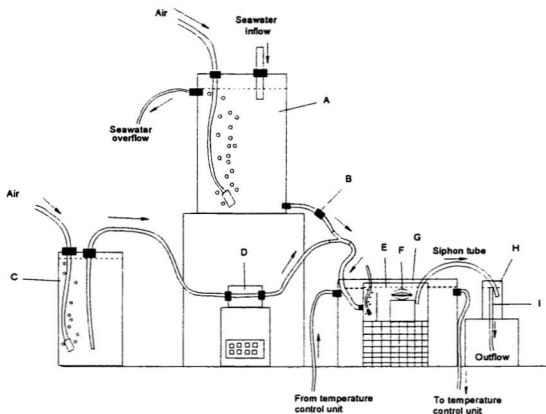 Air
Seawater
inflow
A
Seawater
overflow
B
Air
C
D
E
F
G
Siphon tube
H
I
Outflow
From temperature
control unit
To temperature
control unit